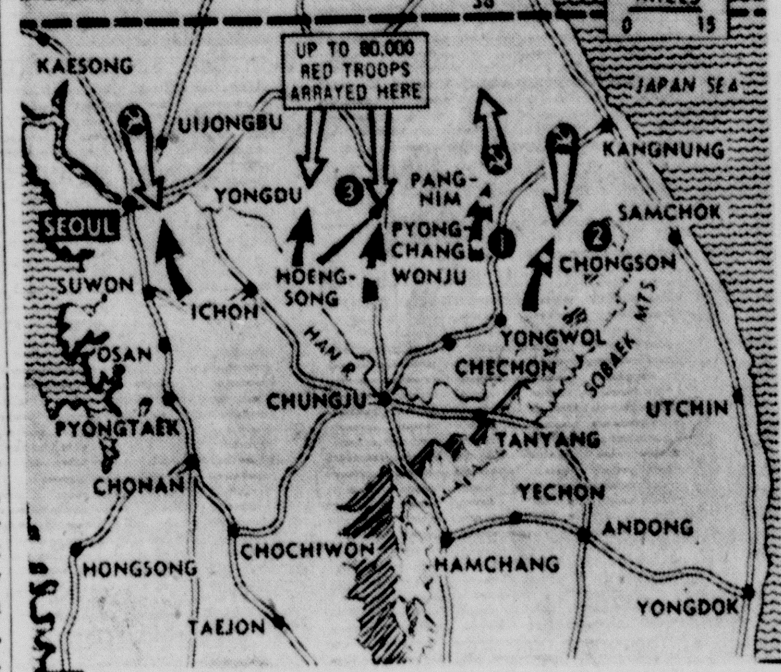 38
MILES
0 15
KAESONG
UP TO 80.000
RED TROOPS
ARRAYED HERE
JAPAN SEA
UIJONGBU
KANGNUNG
YONGDU
3
PANG-
NIM
SAMCHOK
SEOUL
PYONG-
CHANG
1
2
CHONGSON
SUWON
HOENG-
SONG
WONJU
ICHON
HAN R.
YONGWOL
SOBAEK MTS
OSAN
CHECHON
CHUNGJU
UTCHIN
PYONGTAEK
TANYANG
CHONAN
YECHON
ANDONG
CHOCHIWON
HAMCHANG
HONGSONG
YONGDOK
TAEJON